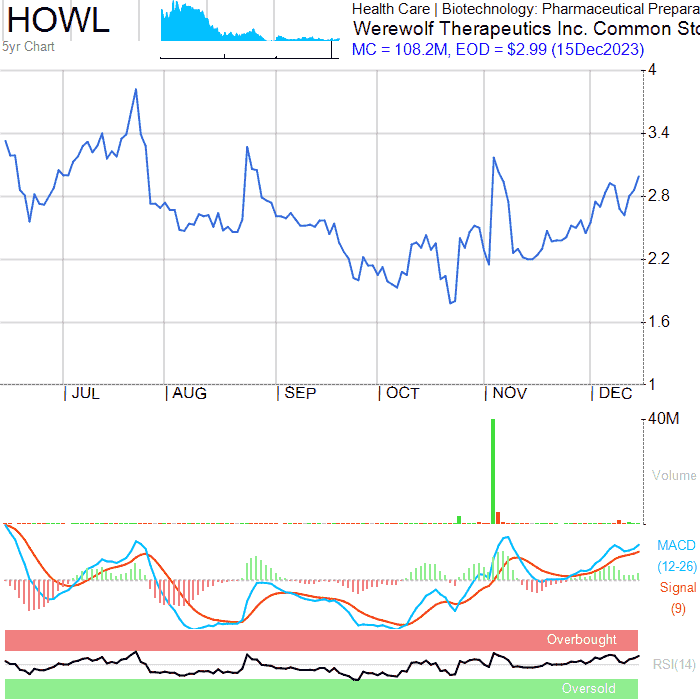 HOWL
5yr Chart
Health Care | Biotechnology: Pharmaceutical Prepara
Werewolf Therapeutics Inc. Common Sto
MC = 108.2M, EOD = $2.99 (15Dec2023)
4
3.4
2.8
2.2
1.6
1
| JUL | AUG | SEP | OCT | NOV | DEC
40M
Volume
MACD
(12-26)
Signal
(9)
Overbought
RSI(14)
Oversold